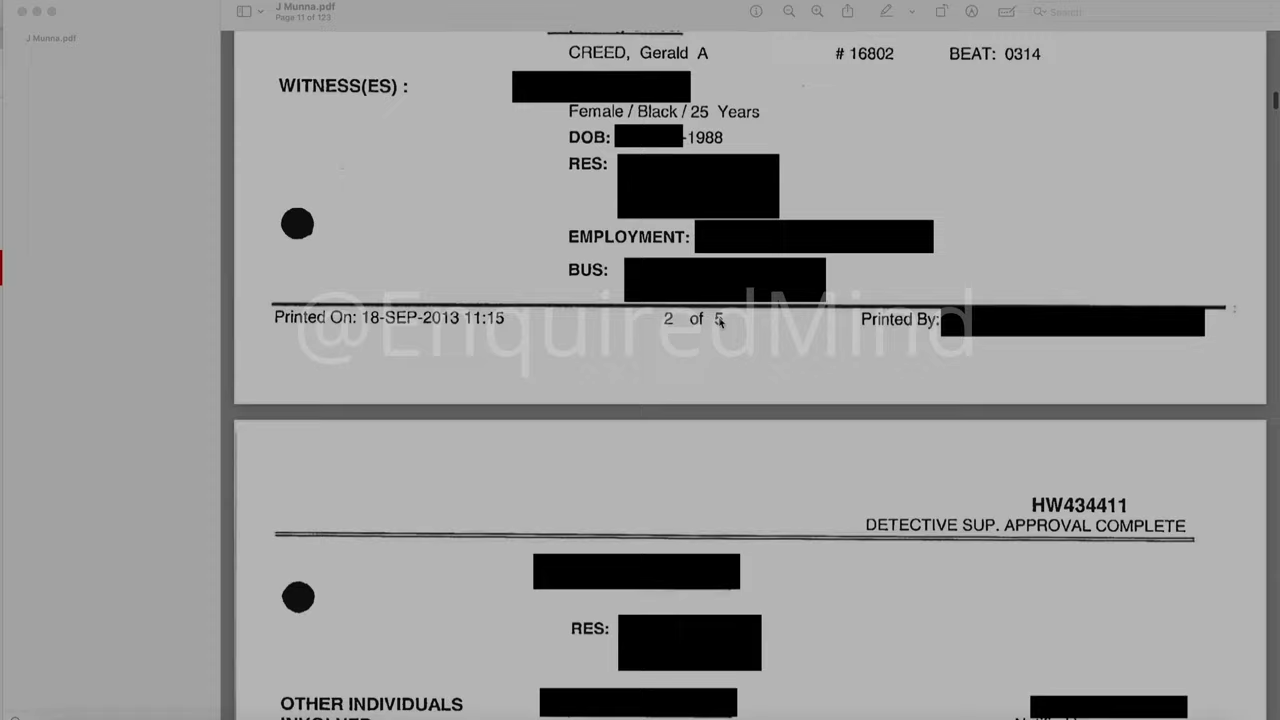 J Munna.pdf
Page 11 of 123
Search
J Munna.pdf
CREED, Gerald A # 16802 BEAT: 0314
WITNESS(ES) :
Female / Black / 25 Years
DOB: -1988
RES:
EMPLOYMENT:
BUS:
Printed On: 18-SEP-2013 11:15 2 of 5 Printed By:
@EnquiredMind
HW434411
DETECTIVE SUP. APPROVAL COMPLETE
RES:
OTHER INDIVIDUALS
INVOLVED